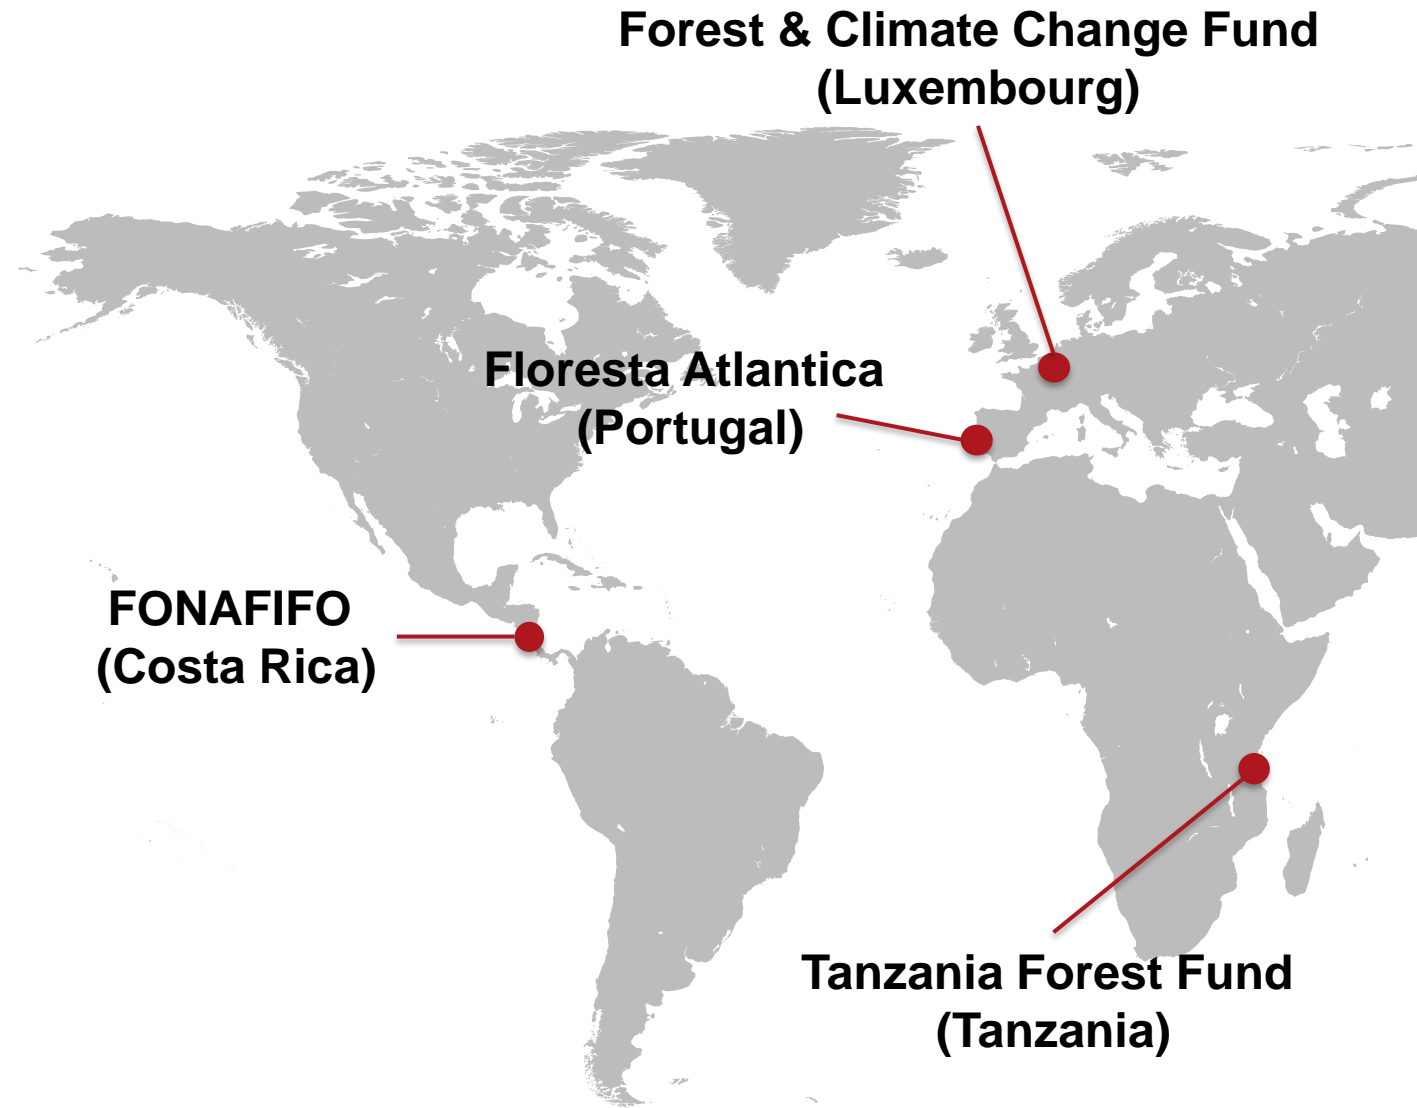 Forest & Climate Change Fund
(Luxembourg)
Floresta Atlantica
(Portugal)
FONAFIFO
(Costa Rica)
Tanzania Forest Fund
(Tanzania)